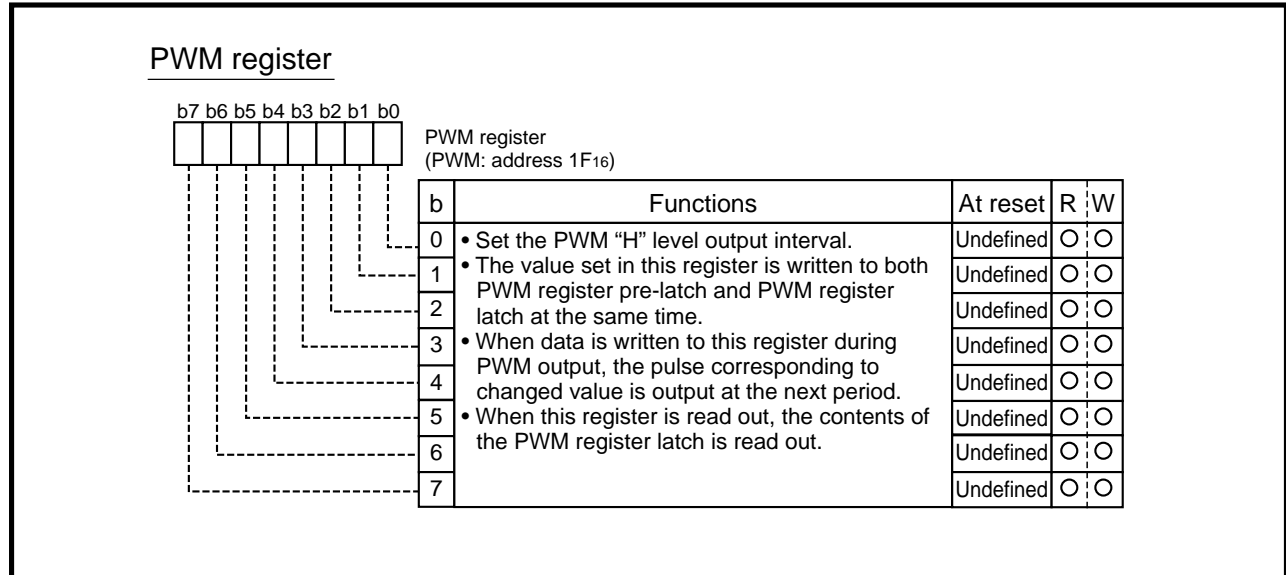 PWM register
b7 b6 b5 b4 b3 b2 b1 b0
PWM register
(PWM: address 1F16)
b Functions At reset R W
0 • Set the PWM “H” level output interval. Undefined O O
1 • The value set in this register is written to both Undefined O O
PWM register pre-latch and PWM register
2 latch at the same time. Undefined O O
3 • When data is written to this register during Undefined O O
PWM output, the pulse corresponding to
4 changed value is output at the next period. Undefined O O
5 • When this register is read out, the contents of Undefined O O
6 the PWM register latch is read out. Undefined O O
7 Undefined O O